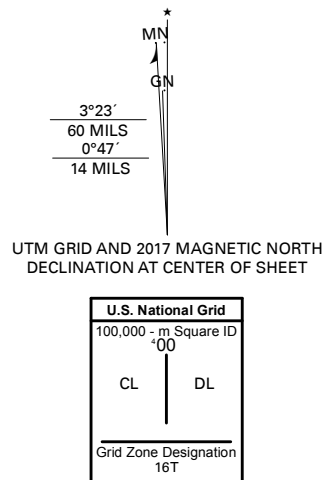 ★
MN
GN
3°23´
60 MILS
0°47´
14 MILS
UTM GRID AND 2017 MAGNETIC NORTH
DECLINATION AT CENTER OF SHEET
U.S. National Grid
100,000 - m Square ID
⁴00
CL DL
Grid Zone Designation
16T